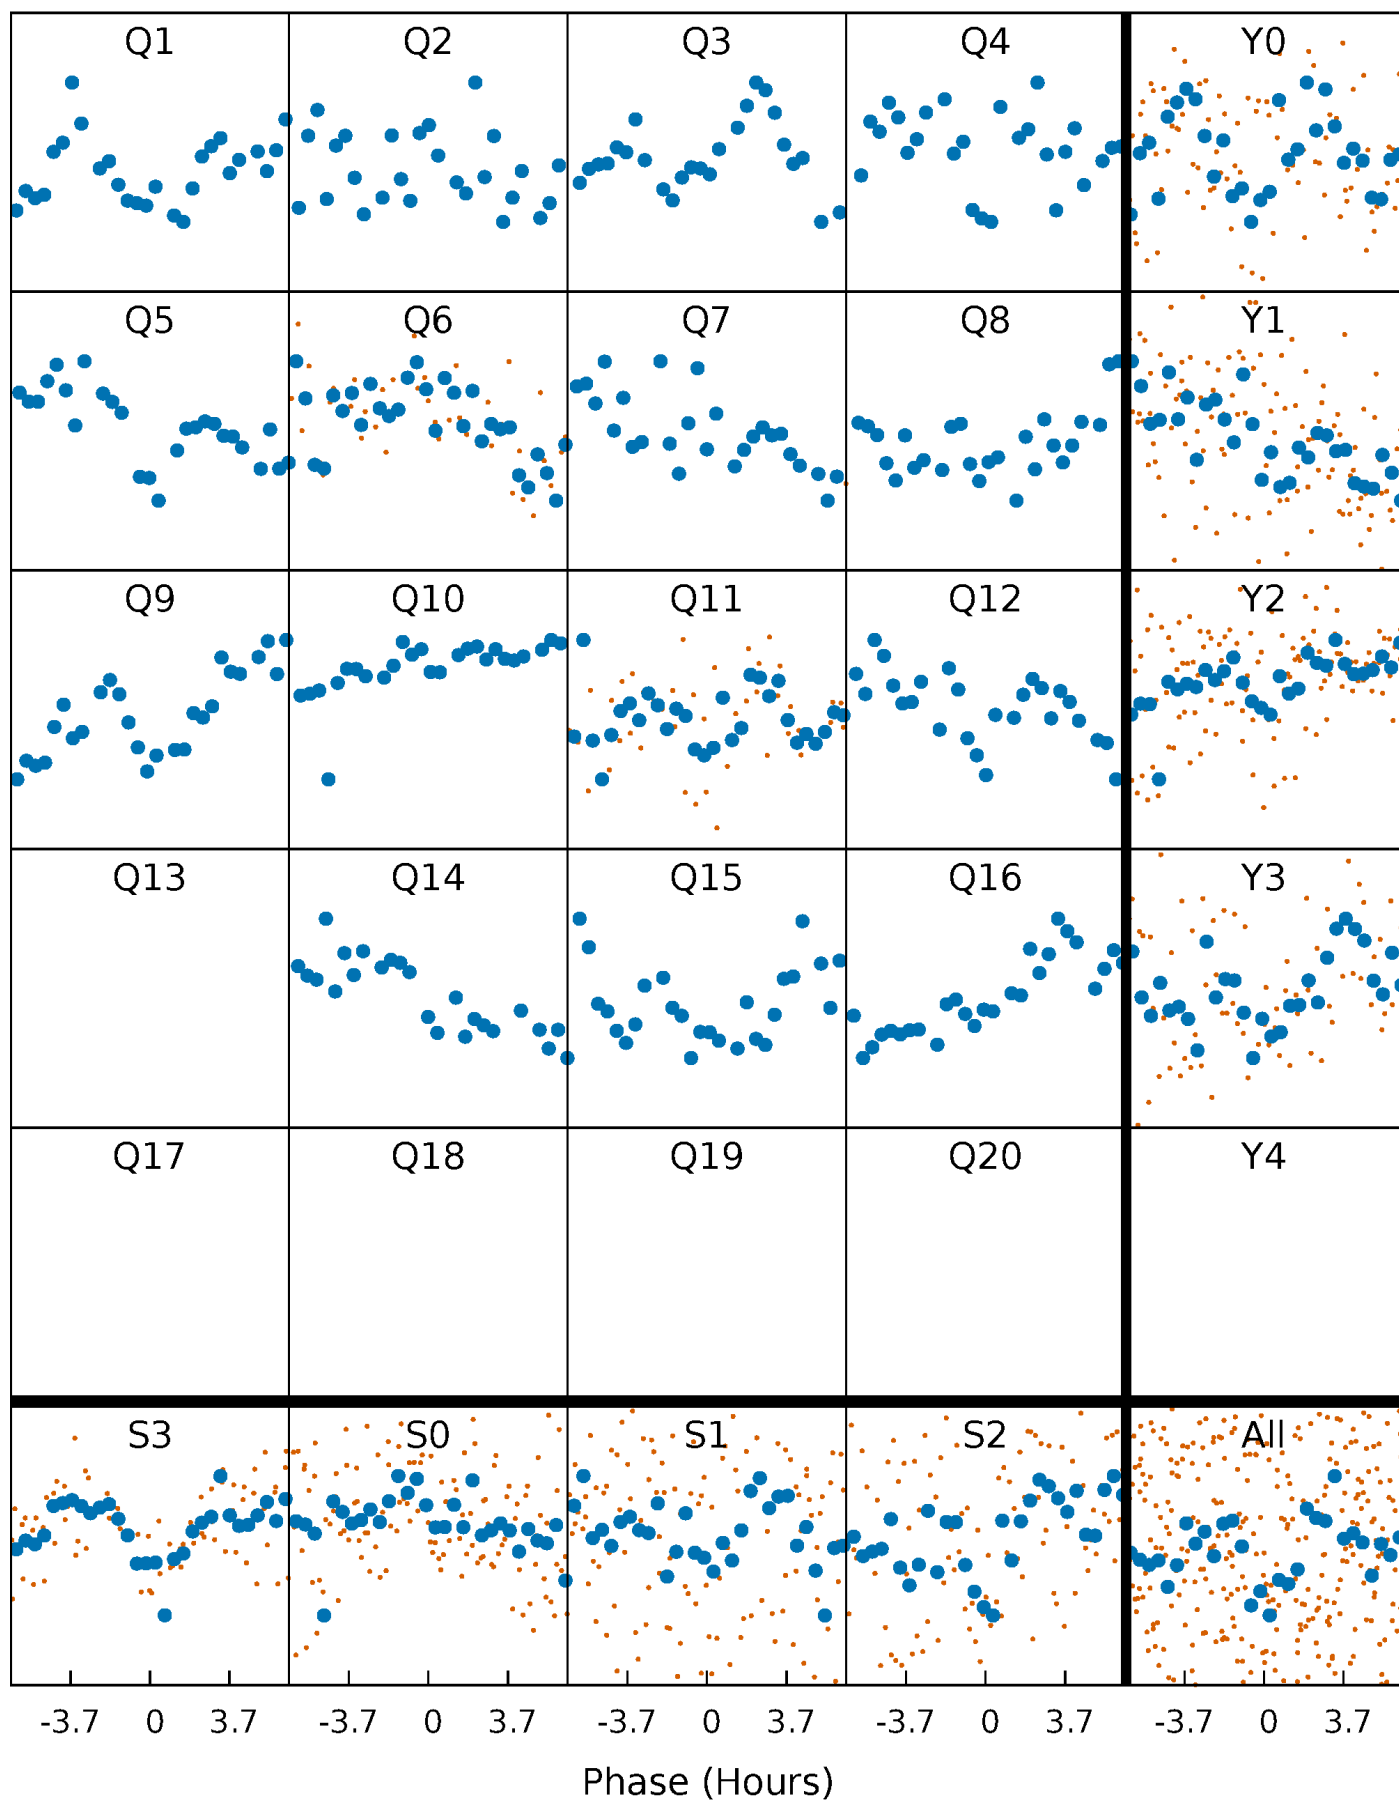 Q1 Q2 Q3 Q4 Y0
Q5 Q6 Q7 Q8 Y1
Q9 Q10 Q11 Q12 Y2
Q13 Q14 Q15 Q16 Y3
Q17 Q18 Q19 Q20 Y4
S3 S0 S1 S2 All
-3.7 0 3.7 -3.7 0 3.7 -3.7 0 3.7 -3.7 0 3.7 -3.7 0 3.7
Phase (Hours)